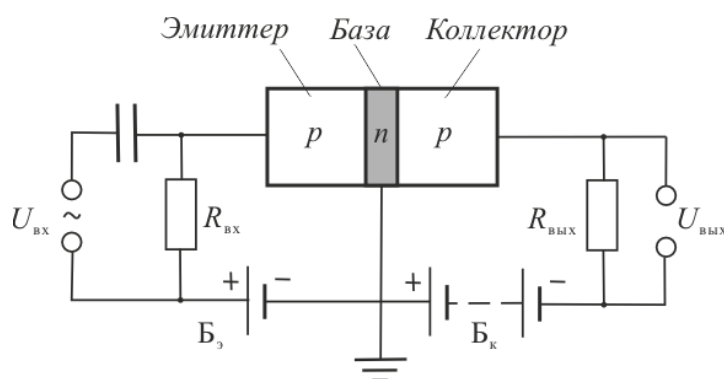 Эмиттер База Коллектор
p n p
U вх ~ R вх R вых U вых
+ − + −
Б э Б к